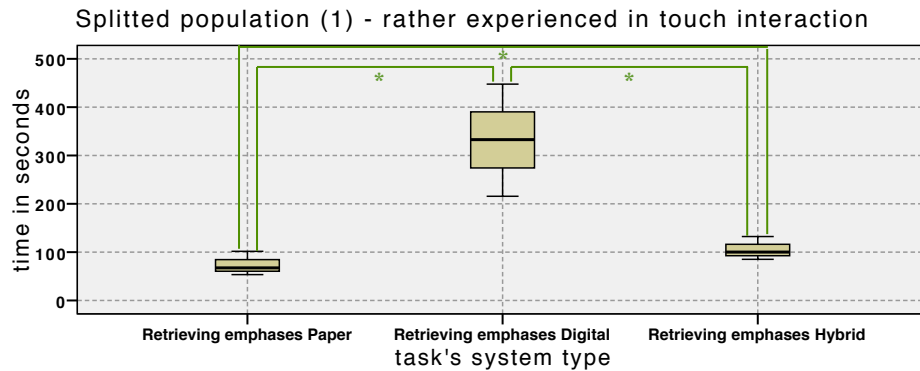 Splitted population (1) - rather experienced in touch interaction
time in seconds
500
400
300
200
100
0
*
*
*
Retrieving emphases Paper
Retrieving emphases Digital
Retrieving emphases Hybrid
task's system type